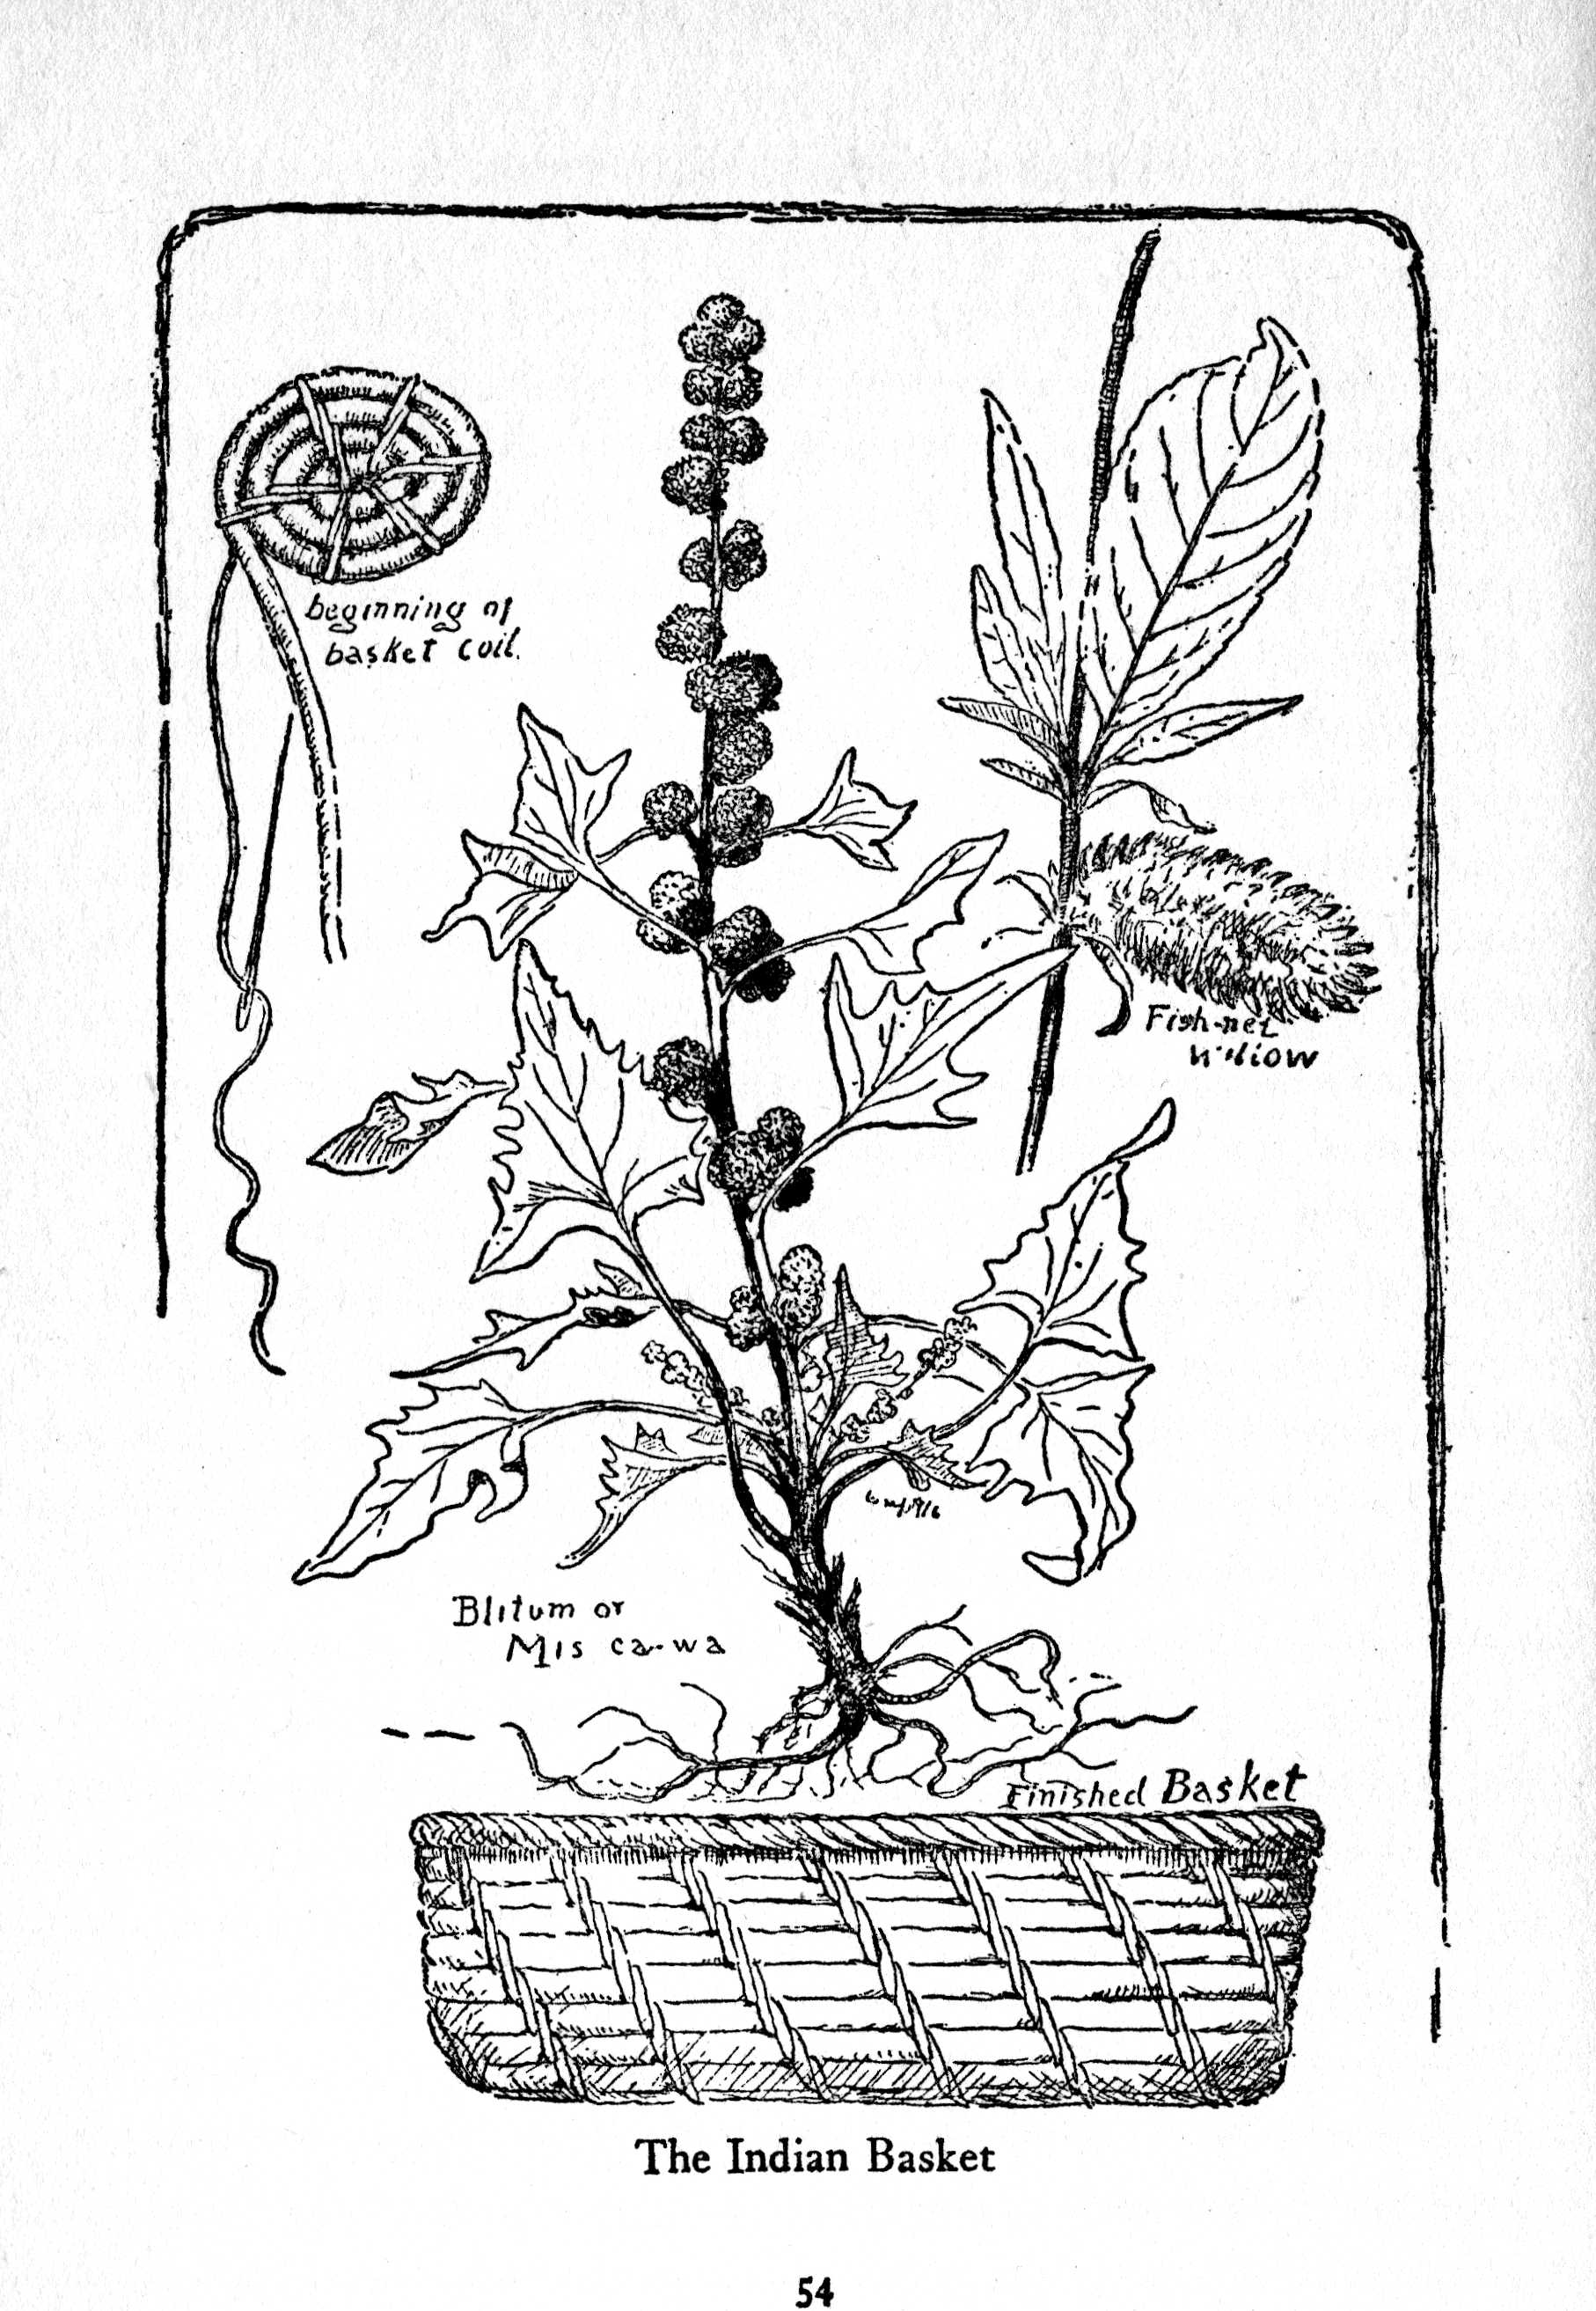 beginning of
basket coil.
Fish-net
Willow
Blitum or
Mis ca-wa
Finished Basket
The Indian Basket
54